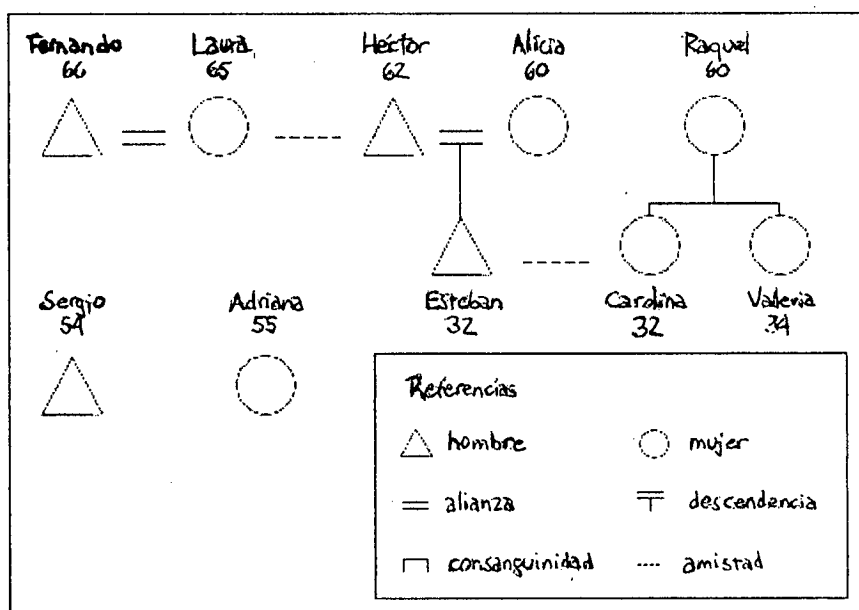 Fernando Laura Héctor Alicia Raquel
66 65 62 60 60
Sergio Adriana Esteban Carolina Valeria
54 55 32 32 34
Referencias
hombre mujer
alianza descendencia
consanguinidad amistad